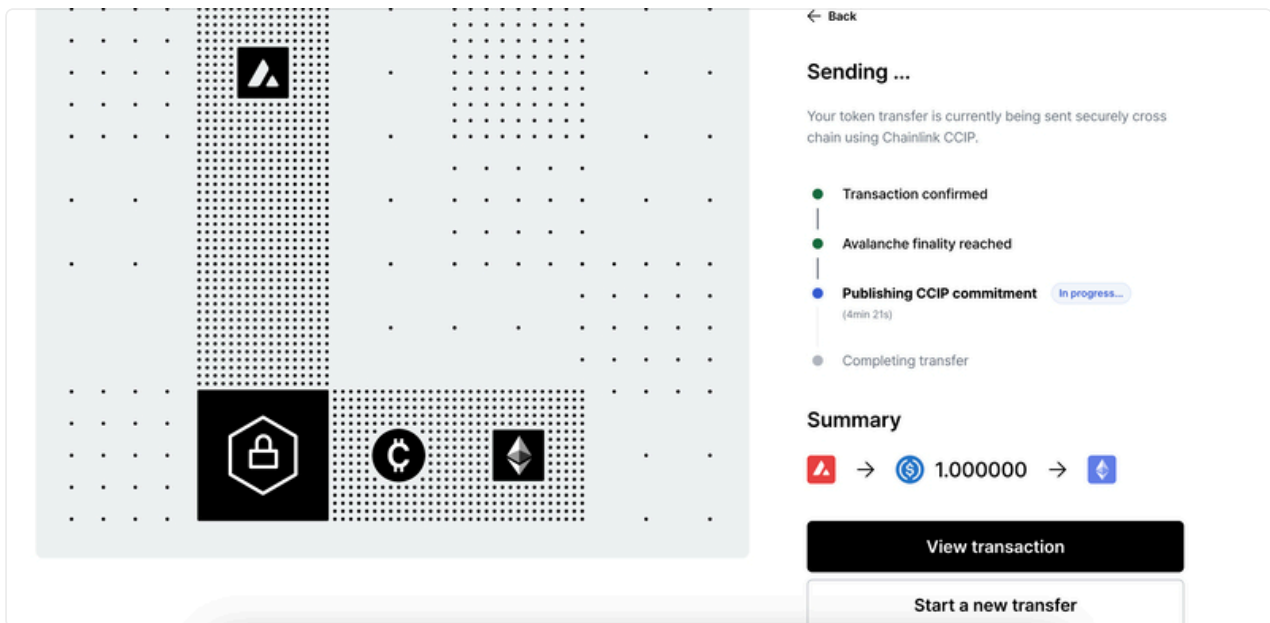 ← Back
Sending ...
Your token transfer is currently being sent securely cross
chain using Chainlink CCIP.
Transaction confirmed
Avalanche finality reached
Publishing CCIP commitment In progress...
(4min 21s)
Completing transfer
Summary
→ 1.000000 →
View transaction
Start a new transfer